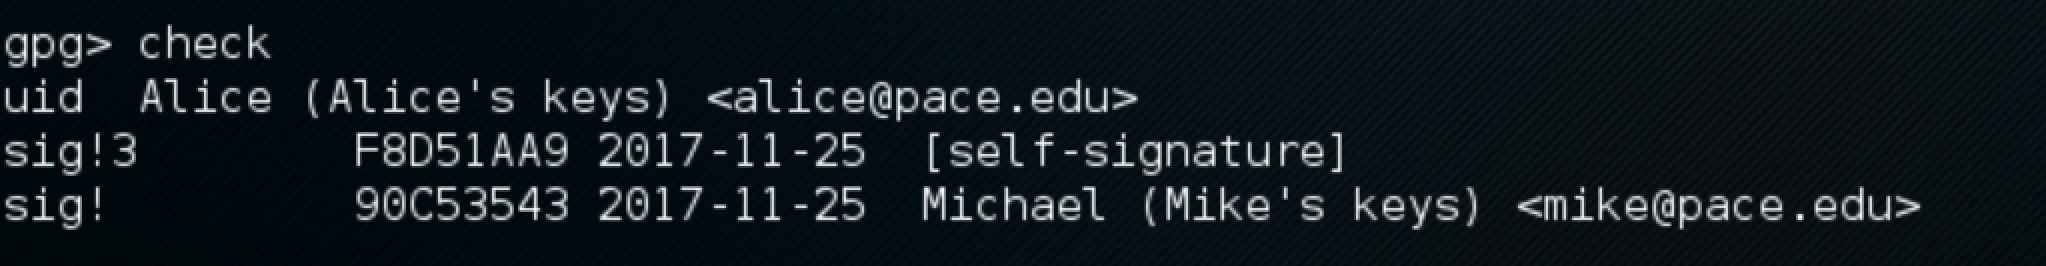 gpg> check
uid  Alice (Alice's keys) <alice@pace.edu>
sig!3        F8D51AA9 2017-11-25  [self-signature]
sig!         90C53543 2017-11-25  Michael (Mike's keys) <mike@pace.edu>